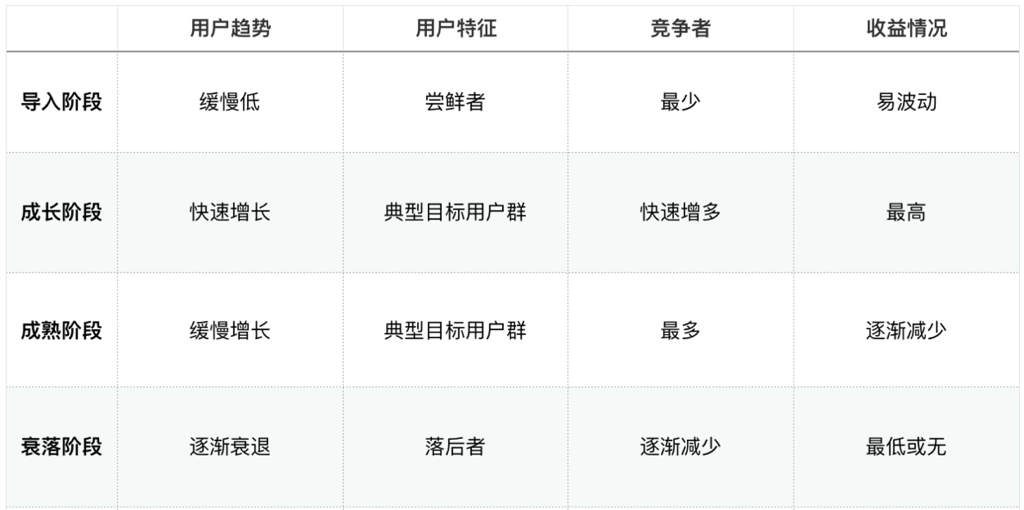 用户趋势 用户特征 竞争者 收益情况
导入阶段 缓慢低 尝鲜者 最少 易波动
成长阶段 快速增长 典型目标用户群 快速增多 最高
成熟阶段 缓慢增长 典型目标用户群 最多 逐渐减少
衰落阶段 逐渐衰退 落后者 逐渐减少 最低或无